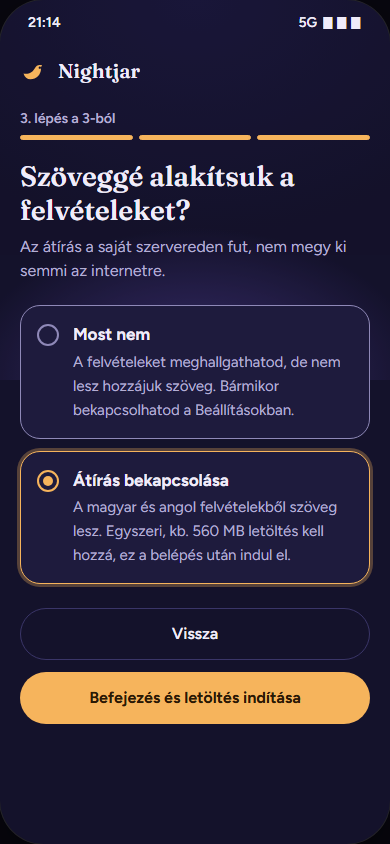 21:14
5G
Nightjar
3. lépés a 3-ból
Szöveggé alakítsuk a
felvételeket?
Az átírás a saját szervereden fut, nem megy ki
semmi az internetre.
Most nem
A felvételeket meghallgathatod, de nem
lesz hozzájuk szöveg. Bármikor
bekapcsolhatod a Beállításokban.
Átírás bekapcsolása
A magyar és angol felvételekből szöveg
lesz. Egyszeri, kb. 560 MB letöltés kell
hozzá, ez a belépés után indul el.
Vissza
Befejezés és letöltés indítása